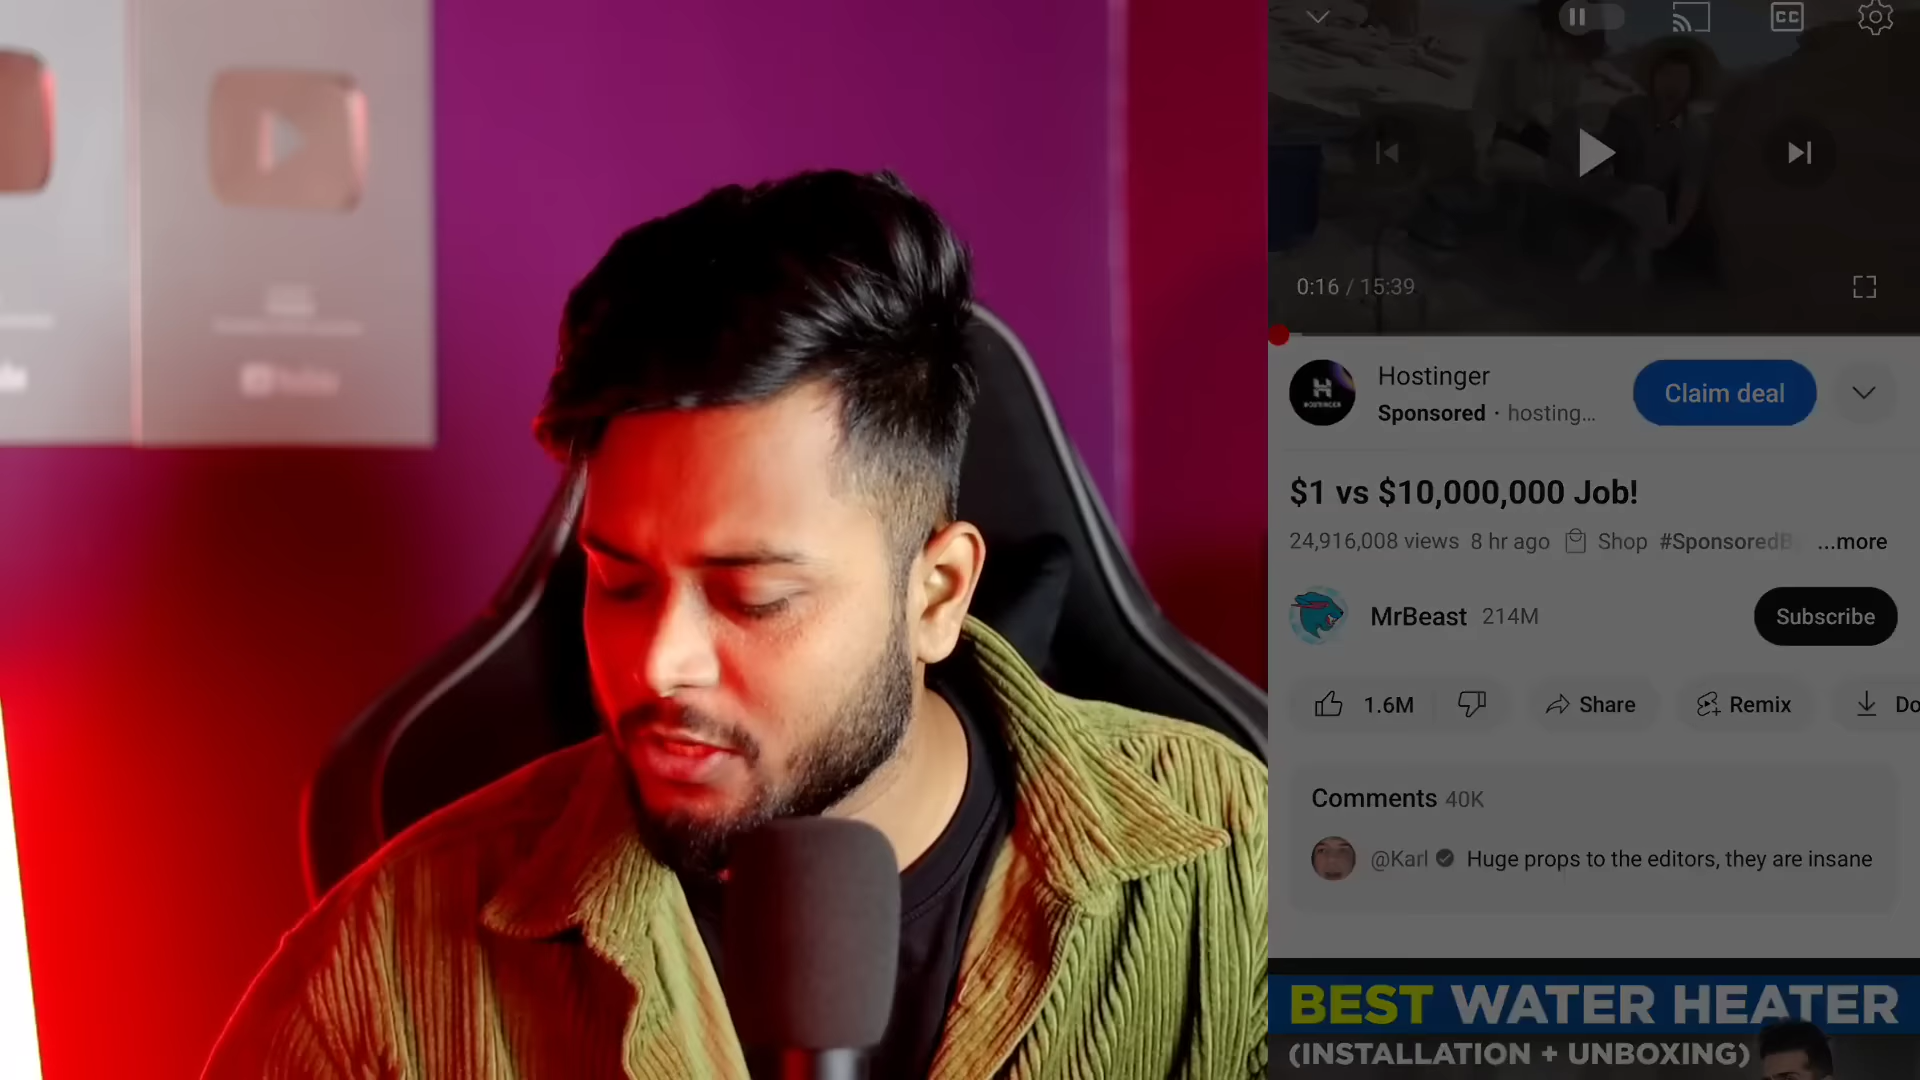 0:16 / 15:39
Hostinger
Claim deal
Sponsored · hosting...
$1 vs $10,000,000 Job!
24,916,008 views 8 hr ago Shop #SponsoredB ...more
MrBeast 214M
Subscribe
1.6M Share Remix Do
Comments 40K
@Karl Huge props to the editors, they are insane
BEST WATER HEATER
(INSTALLATION + UNBOXING)
CC
HOSTINGER